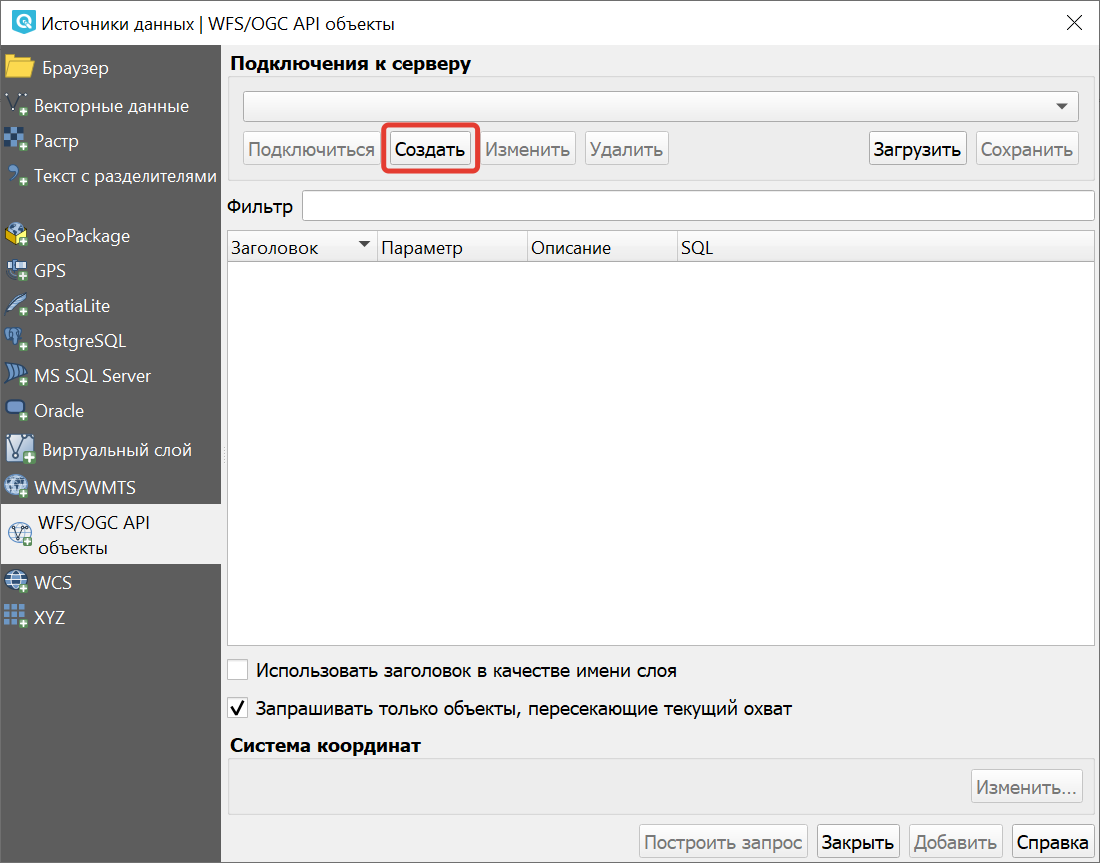 Источники данных | WFS/OGC API объекты
Браузер
Векторные данные
Растр
Текст с разделителями
GeoPackage
GPS
SpatiaLite
PostgreSQL
MS SQL Server
Oracle
Виртуальный слой
WMS/WMTS
WFS/OGC API
объекты
WCS
XYZ
Подключения к серверу
Подключиться Создать Изменить Удалить Загрузить Сохранить
Фильтр
Заголовок Параметр Описание SQL
Использовать заголовок в качестве имени слоя
Запрашивать только объекты, пересекающие текущий охват
Система координат
Изменить...
Построить запрос Закрыть Добавить Справка